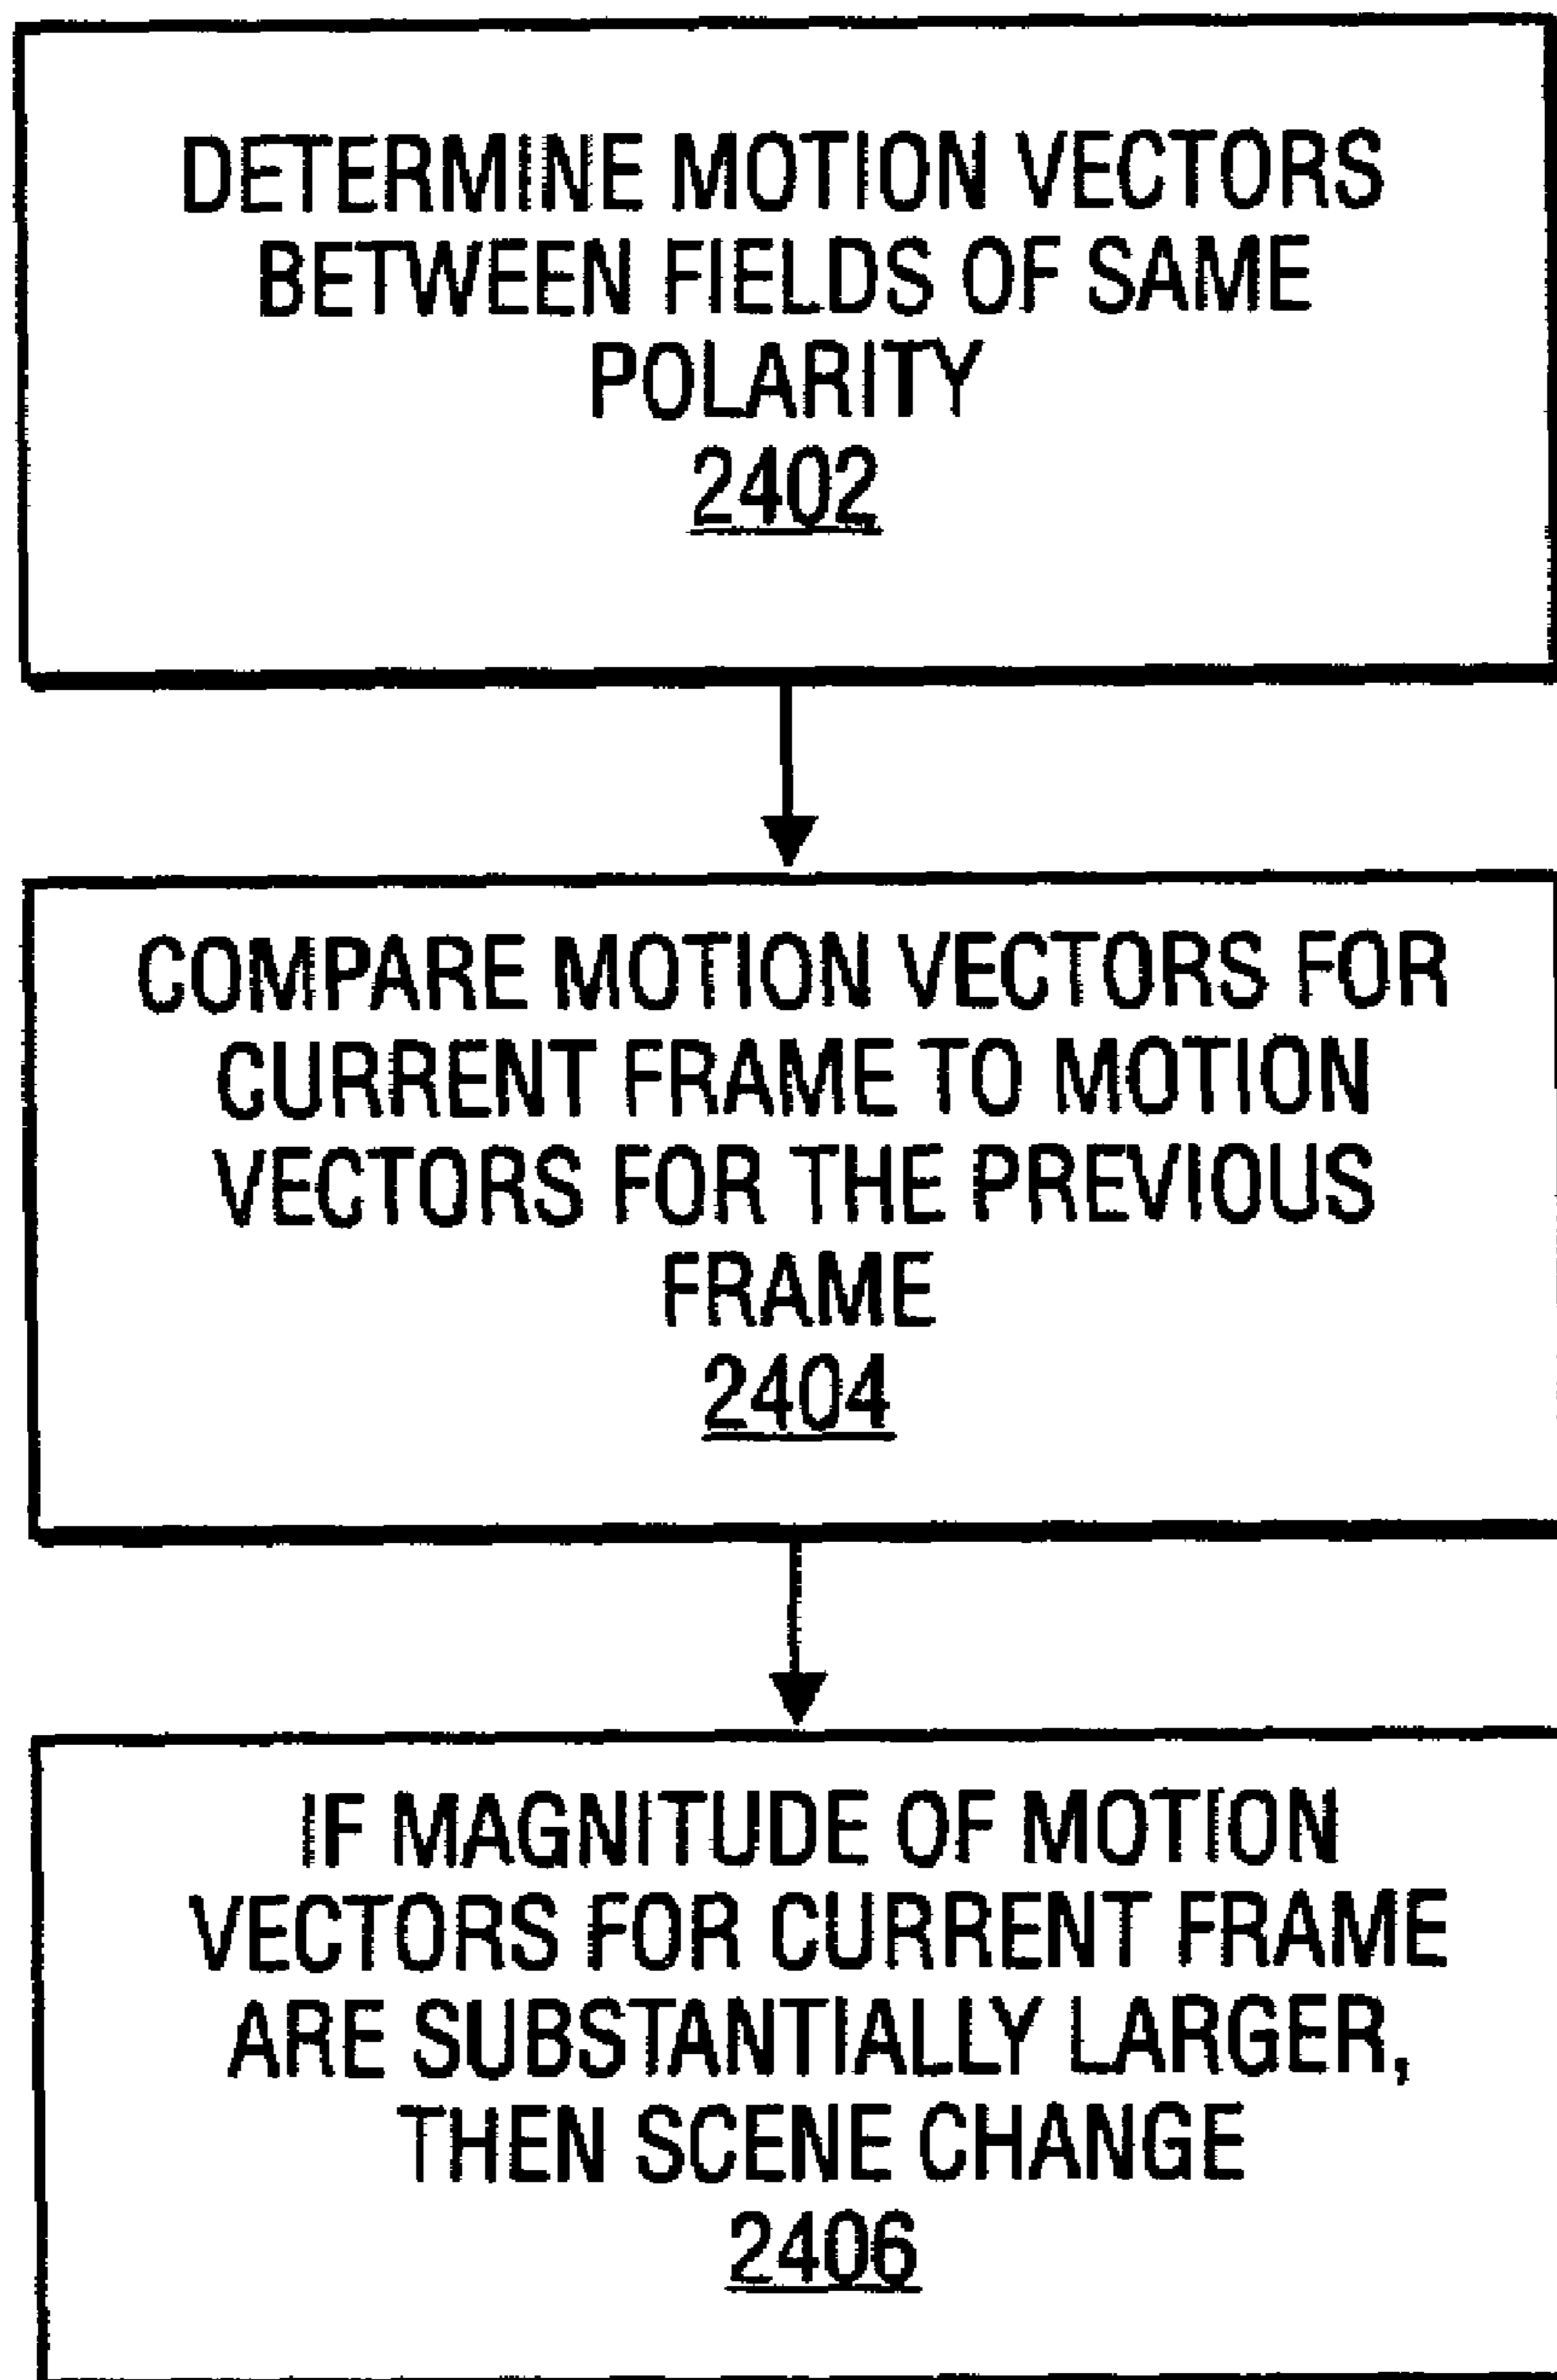 DETERMINE MOTION VECTORS
BETWEEN FIELDS OF SAME
POLARITY
2402
COMPARE MOTION VECTORS FOR
CURRENT FRAME TO MOTION
VECTORS FOR THE PREVIOUS
FRAME
2404
IF MAGNITUDE OF MOTION
VECTORS FOR CURRENT FRAME
ARE SUBSTANTIALLY LARGER,
THEN SCENE CHANGE
2406